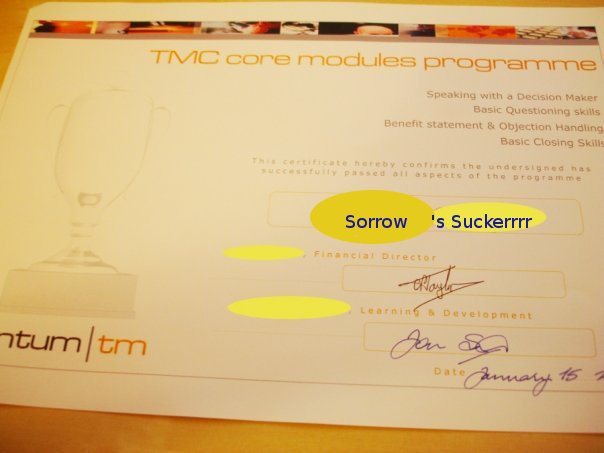 TMC core modules programme
Speaking with a Decision Maker
Basic Questioning skills
Benefit statement & Objection Handling
Basic Closing Skills
This certificate hereby confirms the undersigned has
successfully passed all aspects of the programme
Sorrow 's Suckerrrr
, Financial Director
, Learning & Development
ntum|tm
Date January 15